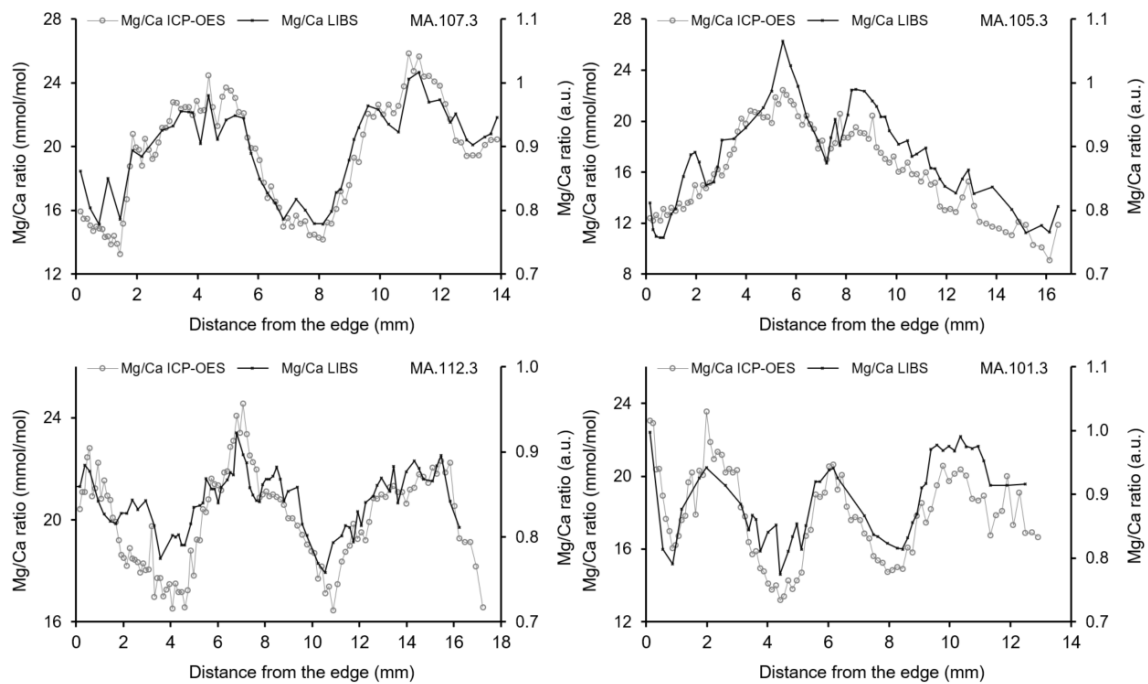 Mg/Ca ICP-OES Mg/Ca LIBS MA.107.3
Mg/Ca ratio (mmol/mol)
28
24
20
16
12
Mg/Ca ratio (a.u.)
1.1
1
0.9
0.8
0.7
0 2 4 6 8 10 12 14
Distance from the edge (mm)
Mg/Ca ICP-OES Mg/Ca LIBS MA.105.3
Mg/Ca ratio (mmol/mol)
28
24
20
16
12
8
Mg/Ca ratio (a.u.)
1.1
1
0.9
0.8
0.7
0 2 4 6 8 10 12 14 16
Distance from the edge (mm)
Mg/Ca ICP-OES Mg/Ca LIBS MA.112.3
Mg/Ca ratio (mmol/mol)
24
20
16
Mg/Ca ratio (a.u.)
1.0
0.9
0.8
0.7
0 2 4 6 8 10 12 14 16 18
Distance from the edge (mm)
Mg/Ca ICP-OES Mg/Ca LIBS MA.101.3
Mg/Ca ratio (mmol/mol)
24
20
16
12
Mg/Ca ratio (a.u.)
1.1
1.0
0.9
0.8
0.7
0 2 4 6 8 10 12 14
Distance from the edge (mm)